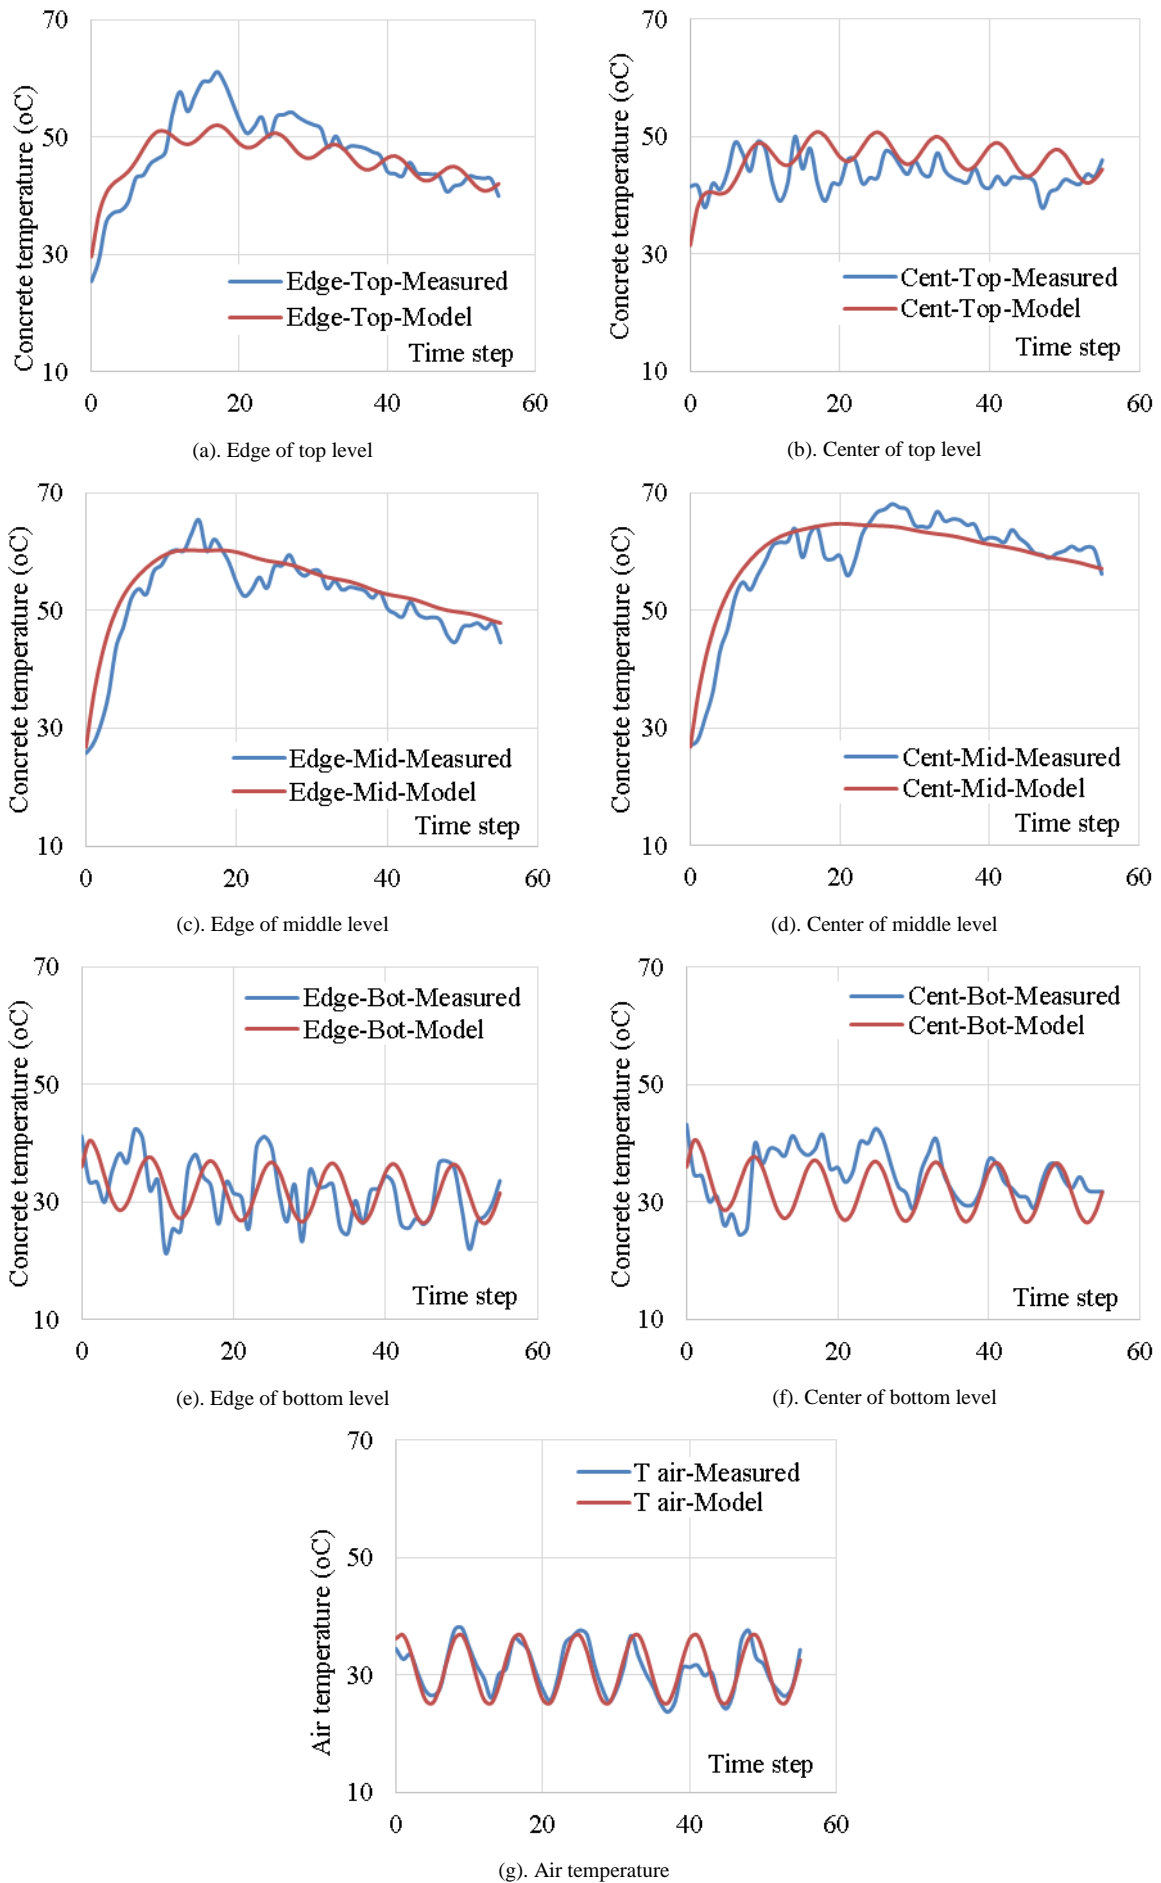 70
50
30
10
Concrete temperature (oC)
Edge-Top-Measured
Edge-Top-Model
Time step
0 20 40 60
(a). Edge of top level
70
50
30
10
Concrete temperature (oC)
Cent-Top-Measured
Cent-Top-Model
Time step
0 20 40 60
(b). Center of top level
70
50
30
10
Concrete temperature (oC)
Edge-Mid-Measured
Edge-Mid-Model
Time step
0 20 40 60
(c). Edge of middle level
70
50
30
10
Concrete temperature (oC)
Cent-Mid-Measured
Cent-Mid-Model
Time step
0 20 40 60
(d). Center of middle level
70
50
30
10
Concrete temperature (oC)
Edge-Bot-Measured
Edge-Bot-Model
Time step
0 20 40 60
(e). Edge of bottom level
70
50
30
10
Concrete temperature (oC)
Cent-Bot-Measured
Cent-Bot-Model
Time step
0 20 40 60
(f). Center of bottom level
70
50
30
10
Air temperature (oC)
T air-Measured
T air-Model
Time step
0 20 40 60
(g). Air temperature